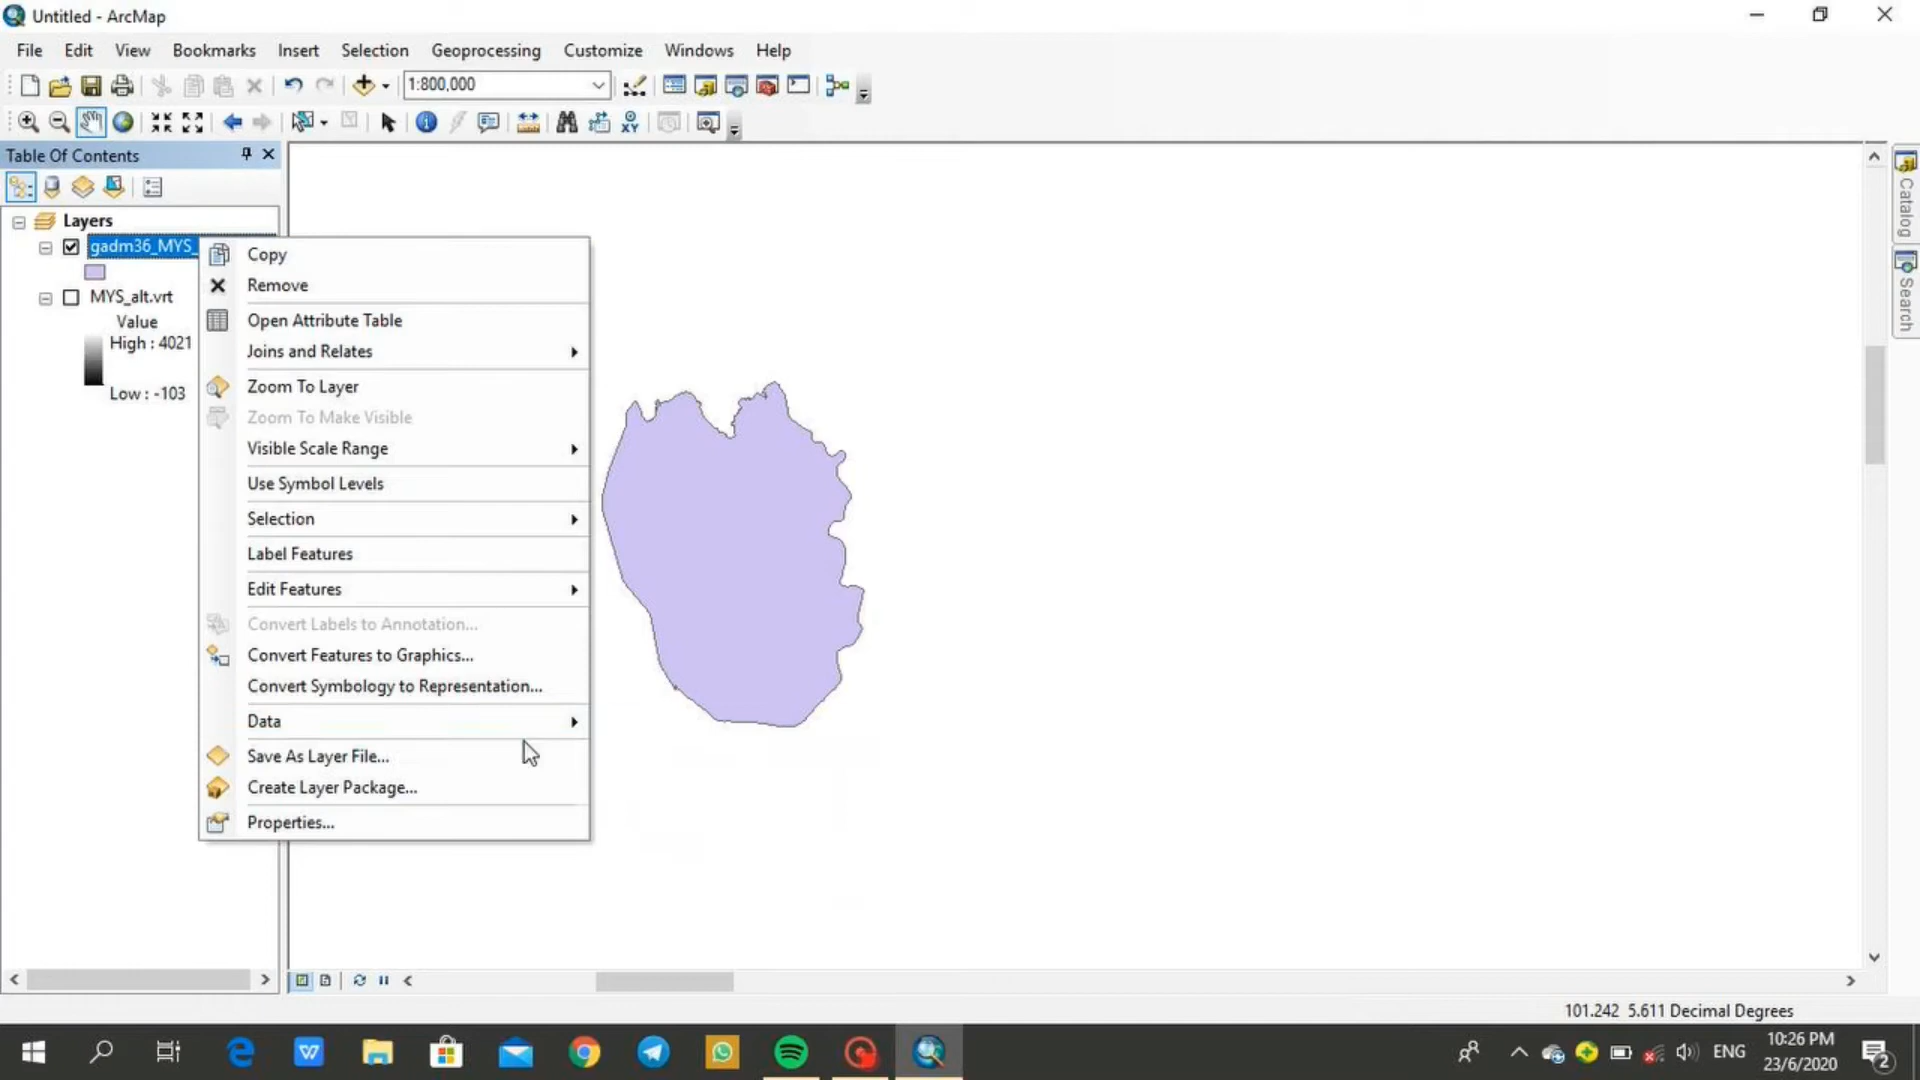 Untitled - ArcMap
File Edit View Bookmarks Insert Selection Geoprocessing Customize Windows Help
1:800,000
XY
Table Of Contents
Layers
gadm36_MYS_
MYS_alt.vrt
Value
High : 4021
Low : -103
Copy
Remove
Open Attribute Table
Joins and Relates
Zoom To Layer
Zoom To Make Visible
Visible Scale Range
Use Symbol Levels
Selection
Label Features
Edit Features
Convert Labels to Annotation...
Convert Features to Graphics...
Convert Symbology to Representation...
Data
Save As Layer File...
Create Layer Package...
Properties...
Catalog
Search
101.242 5.611 Decimal Degrees
ENG
10:26 PM
23/6/2020
2